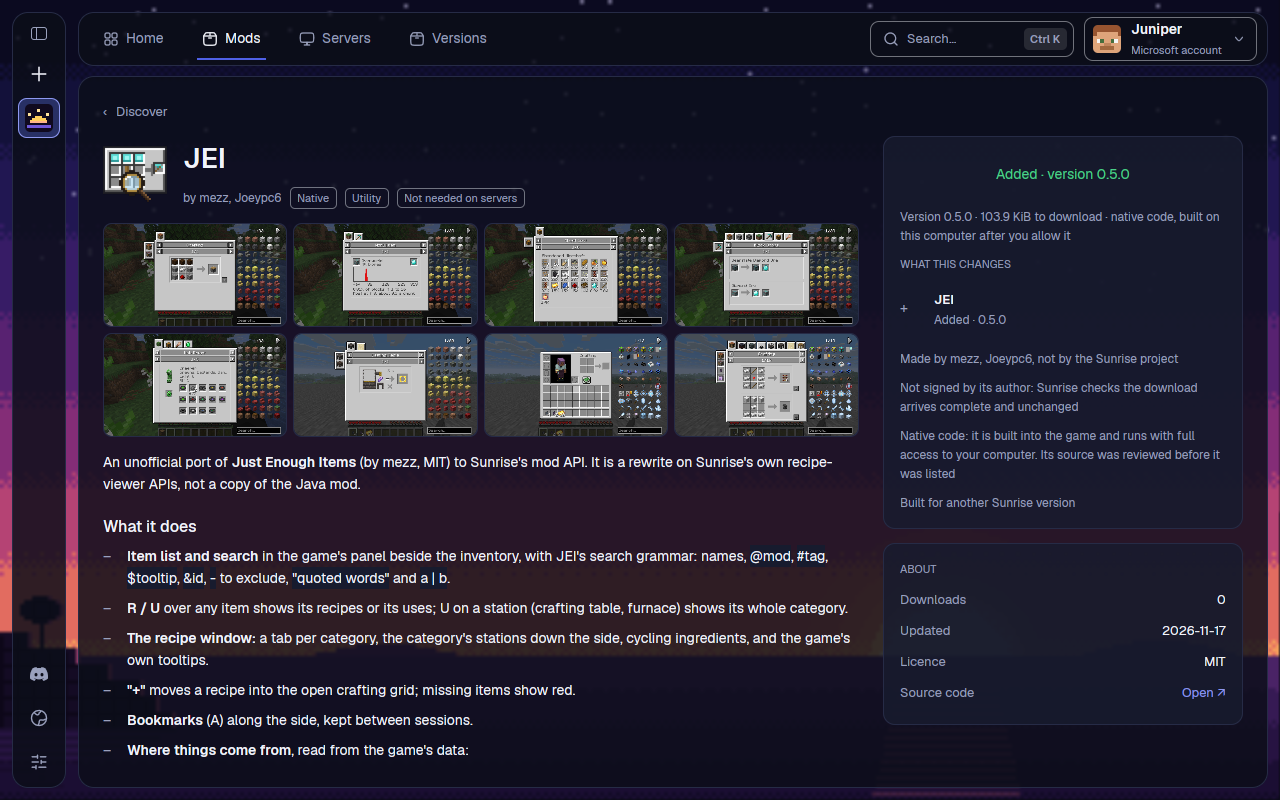 Home
Mods
Servers
Versions
Search...
Ctrl K
Juniper
Microsoft account
‹ Discover
JEI
by mezz, Joeypc6
Native
Utility
Not needed on servers
An unofficial port of Just Enough Items (by mezz, MIT) to Sunrise's mod API. It is a rewrite on Sunrise's own recipe-
viewer APIs, not a copy of the Java mod.
What it does
– Item list and search in the game's panel beside the inventory, with JEI's search grammar: names, @mod, #tag,
$tooltip, &id, - to exclude, "quoted words" and a | b.
– R / U over any item shows its recipes or its uses; U on a station (crafting table, furnace) shows its whole category.
– The recipe window: a tab per category, the category's stations down the side, cycling ingredients, and the game's
own tooltips.
– "+" moves a recipe into the open crafting grid; missing items show red.
– Bookmarks (A) along the side, kept between sessions.
– Where things come from, read from the game's data:
Added · version 0.5.0
Version 0.5.0 · 103.9 KiB to download · native code, built on
this computer after you allow it
WHAT THIS CHANGES
+ JEI
Added · 0.5.0
Made by mezz, Joeypc6, not by the Sunrise project
Not signed by its author: Sunrise checks the download
arrives complete and unchanged
Native code: it is built into the game and runs with full
access to your computer. Its source was reviewed before it
was listed
Built for another Sunrise version
ABOUT
Downloads 0
Updated 2026-11-17
Licence MIT
Source code Open ↗